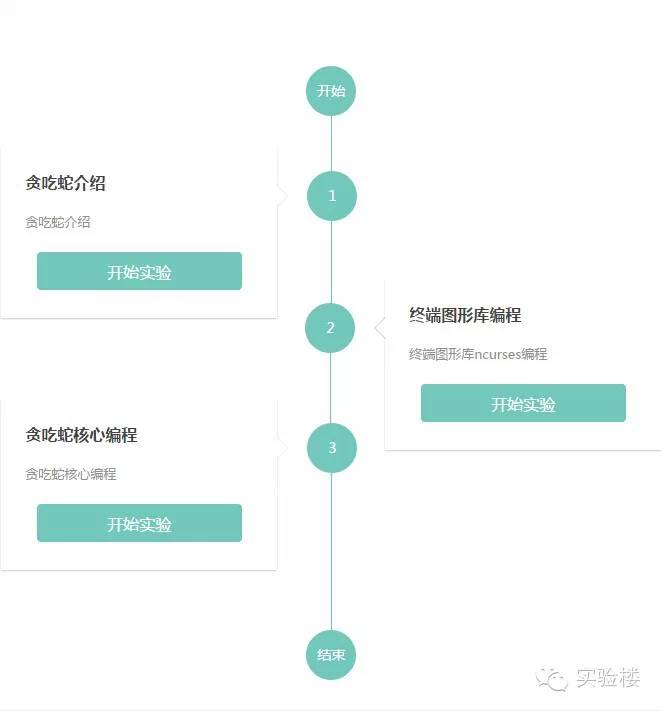 开始
1
贪吃蛇介绍
贪吃蛇介绍
开始实验
2
终端图形库编程
终端图形库ncurses编程
开始实验
3
贪吃蛇核心编程
贪吃蛇核心编程
开始实验
结束
实验楼